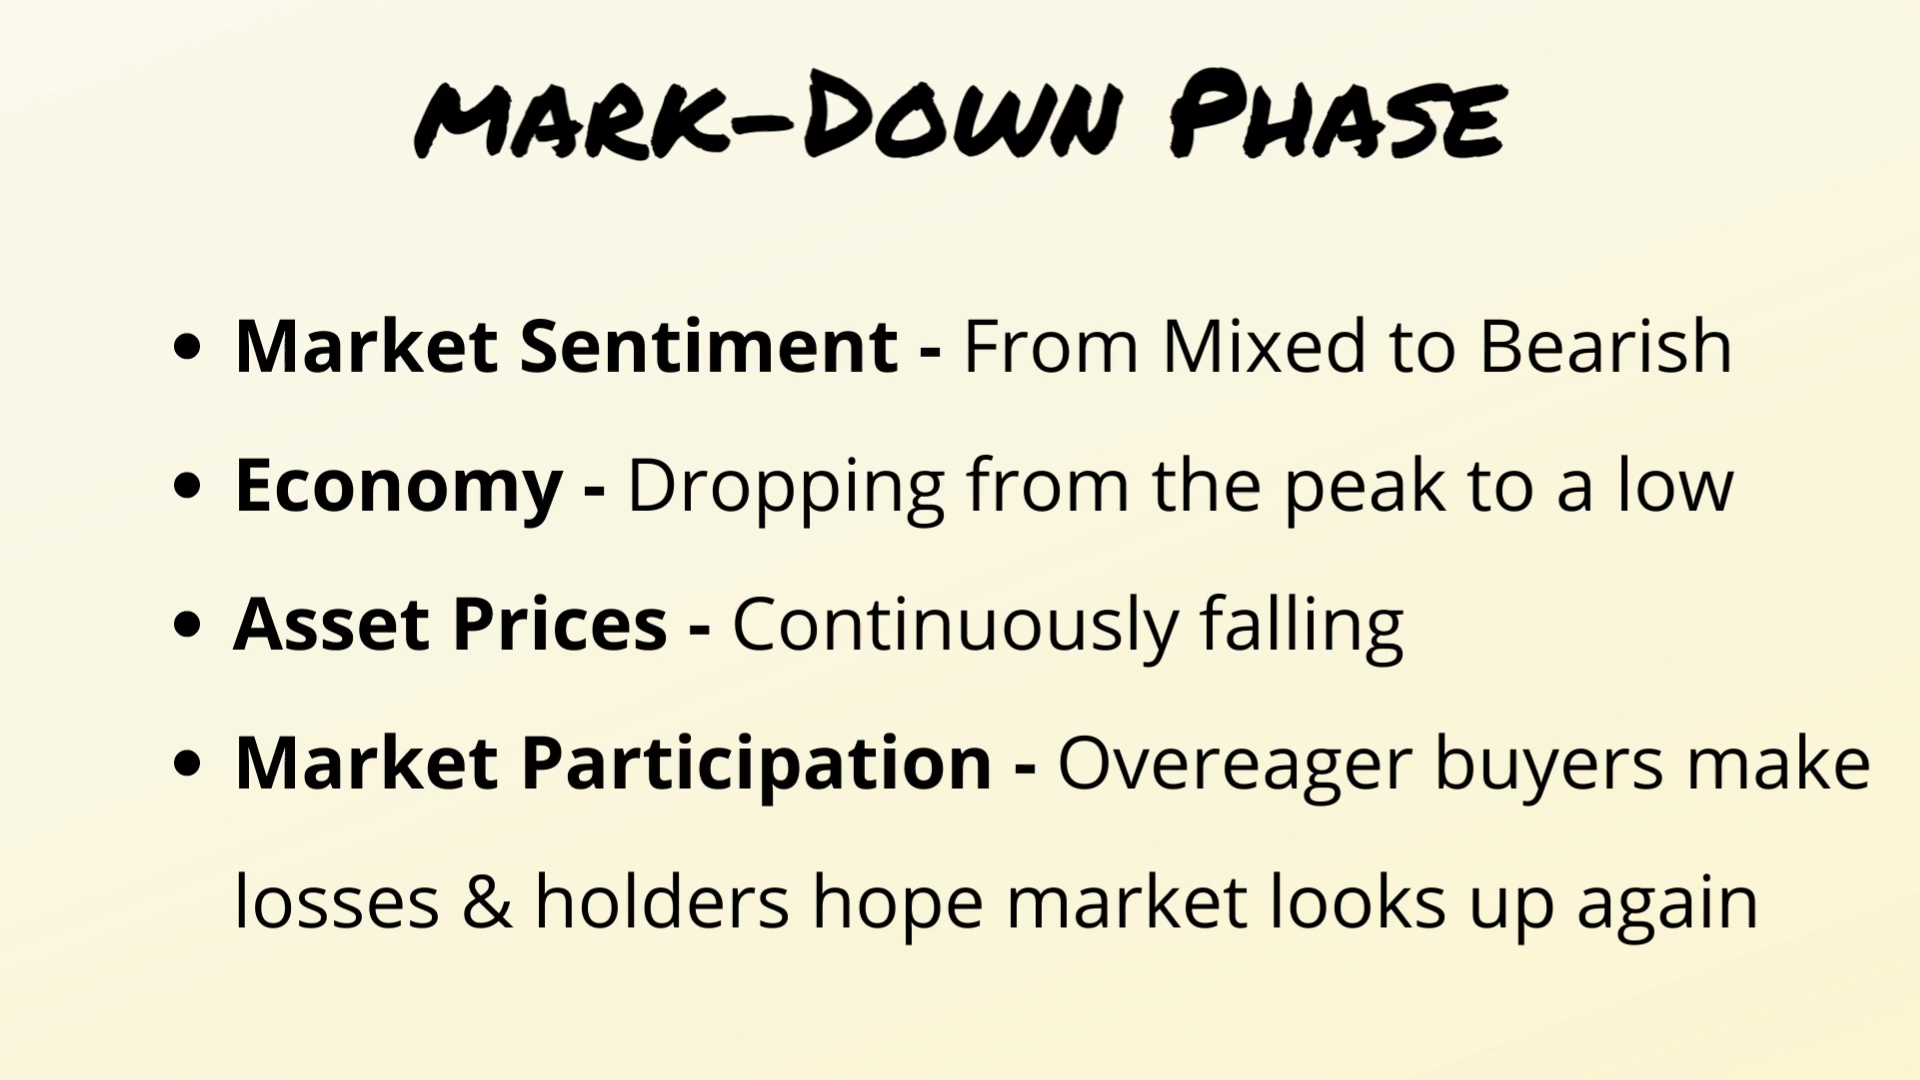 Mark-Down Phase
• Market Sentiment - From Mixed to Bearish
• Economy - Dropping from the peak to a low
• Asset Prices - Continuously falling
• Market Participation - Overeager buyers make
losses & holders hope market looks up again